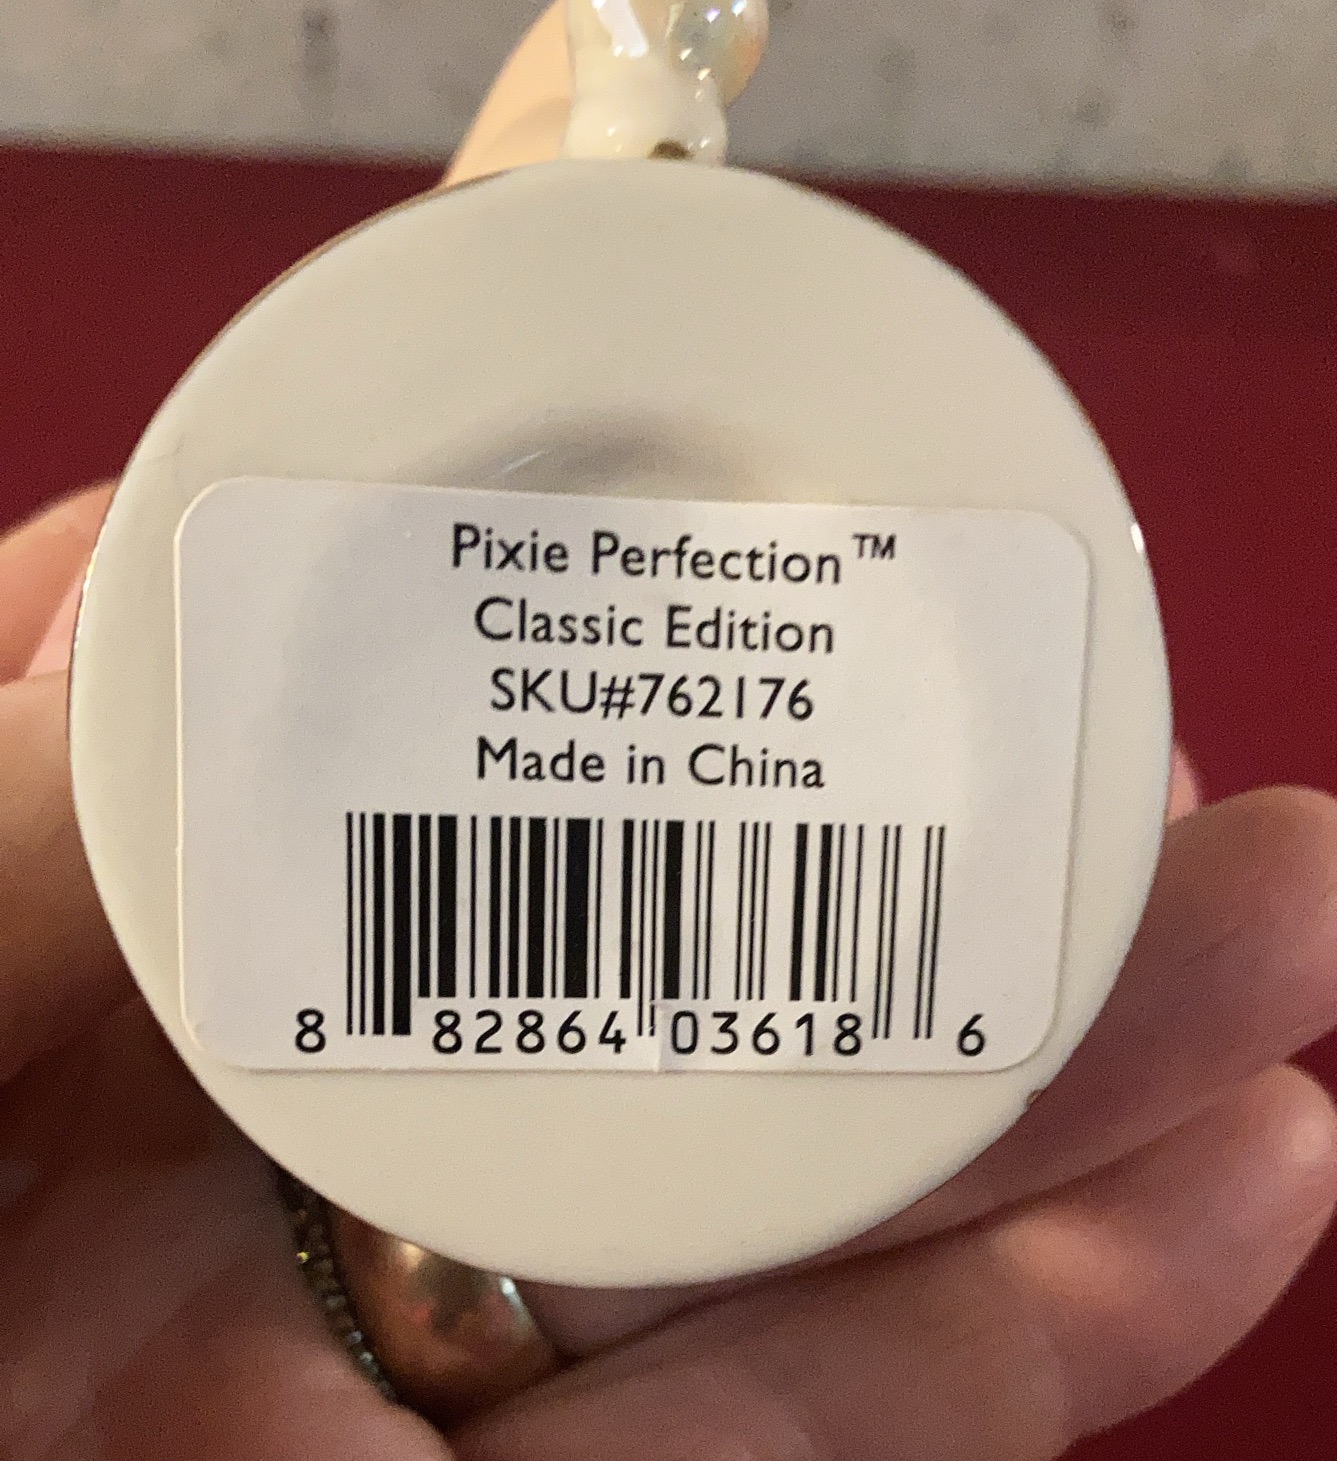 Pixie Perfection™
Classic Edition
SKU#762176
Made in China
8 82864 03618 6